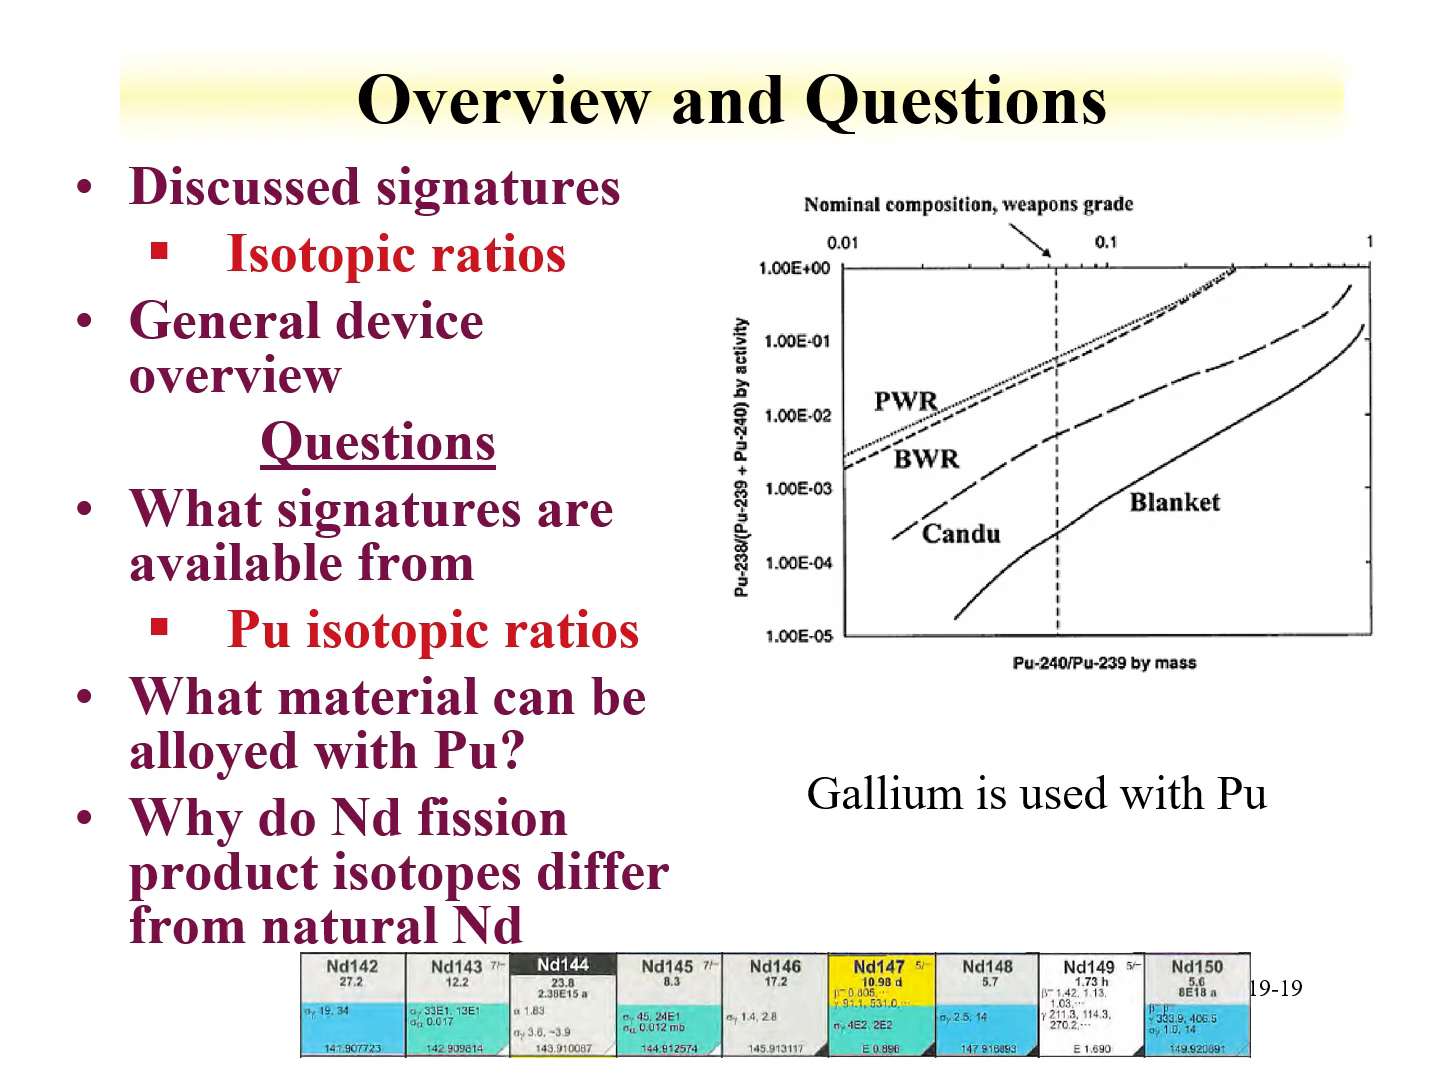 Overview and Questions
• Discussed signatures
▪ Isotopic ratios
• General device
overview
Questions
• What signatures are
available from
▪ Pu isotopic ratios
• What material can be
alloyed with Pu?
• Why do Nd fission
product isotopes differ
from natural Nd
Nominal composition, weapons grade
0.01 0.1 1
1.00E+00
1.00E-01
1.00E-02
1.00E-03
1.00E-04
1.00E-05
Pu-238/(Pu-239 + Pu-240) by activity
PWR
BWR
Candu
Blanket
Pu-240/Pu-239 by mass
Gallium is used with Pu
Nd142
27.2
σγ 19, 34
141.907723
Nd143 7/-
12.2
σγ 33E1, 13E1
σα 0.017
142.909814
Nd144
23.8
2.38E15 a
α 1.83
σγ 3.6, ~3.9
143.910087
Nd145 7/-
8.3
σγ 45, 24E1
σα 0.012 mb
144.912574
Nd146
17.2
σγ 1.4, 2.8
145.913117
Nd147 5/-
10.98 d
β- 0.805,...
γ 91.1, 531.0,...
σγ 4E2, 2E2
E 0.896
Nd148
5.7
σγ 2.5, 14
147.916893
Nd149 5/-
1.73 h
β- 1.42, 1.13,
1.03,...
γ 211.3, 114.3,
270.2,...
E 1.690
Nd150
5.6
8E18 a
β-β-
γ 333.9, 406.5
σγ 1.0, 14
149.920891
19-19